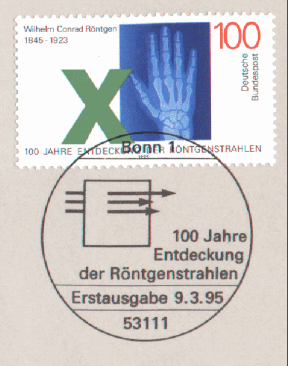 Wilhelm Conrad Röntgen
1845-1923
100
Deutsche
Bundespost
X
100 JAHRE ENTDECKUNG DER RÖNTGENSTRAHLEN
Bonn 1
100 Jahre
Entdeckung
der Röntgenstrahlen
Erstausgabe 9.3.95
53111